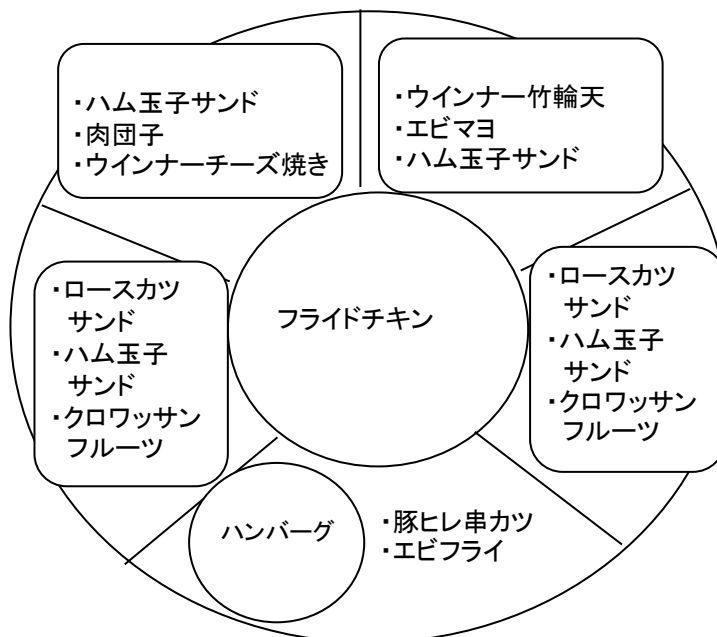 ・ハム玉子サンド
・肉団子
・ウインナーチーズ焼き
・ウインナー竹輪天
・エビマヨ
・ハム玉子サンド
・ロースカツ
サンド
・ハム玉子
サンド
・クロワッサン
フルーツ
フライドチキン
・ロースカツ
サンド
・ハム玉子
サンド
・クロワッサン
フルーツ
ハンバーグ
・豚ヒレ串カツ
・エビフライ